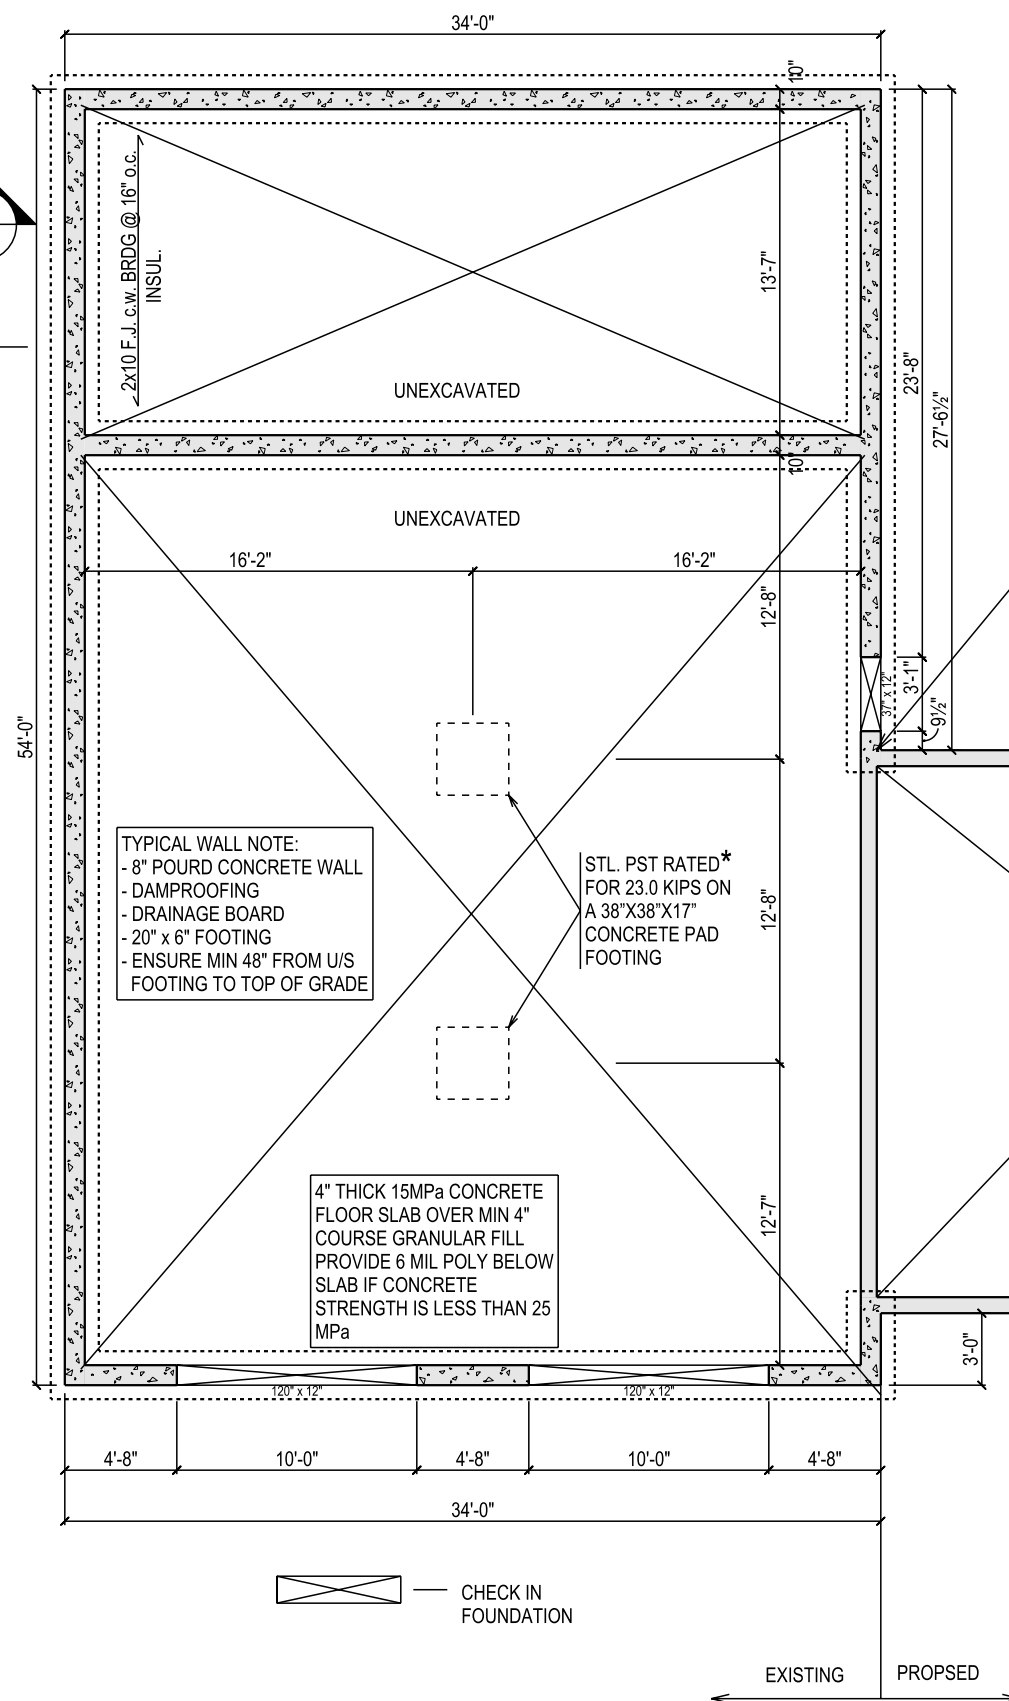 34'-0"
10"
2x10 F.J. c.w. BRDG @ 16" o.c.
INSUL.
13'-7"
23'-8"
27'-6½"
UNEXCAVATED
10"
UNEXCAVATED
16'-2"
16'-2"
12'-8"
37" x 12"
3'-1"
9½"
54'-0"
TYPICAL WALL NOTE:
- 8" POURD CONCRETE WALL
- DAMPROOFING
- DRAINAGE BOARD
- 20" x 6" FOOTING
- ENSURE MIN 48" FROM U/S
FOOTING TO TOP OF GRADE
STL. PST RATED*
FOR 23.0 KIPS ON
A 38”X38”X17”
CONCRETE PAD
FOOTING
12'-8"
4" THICK 15MPa CONCRETE
FLOOR SLAB OVER MIN 4"
COURSE GRANULAR FILL
PROVIDE 6 MIL POLY BELOW
SLAB IF CONCRETE
STRENGTH IS LESS THAN 25
MPa
12'-7"
3'-0"
120" x 12"
120" x 12"
4'-8"
10'-0"
4'-8"
10'-0"
4'-8"
34'-0"
CHECK IN
FOUNDATION
EXISTING
PROPSED